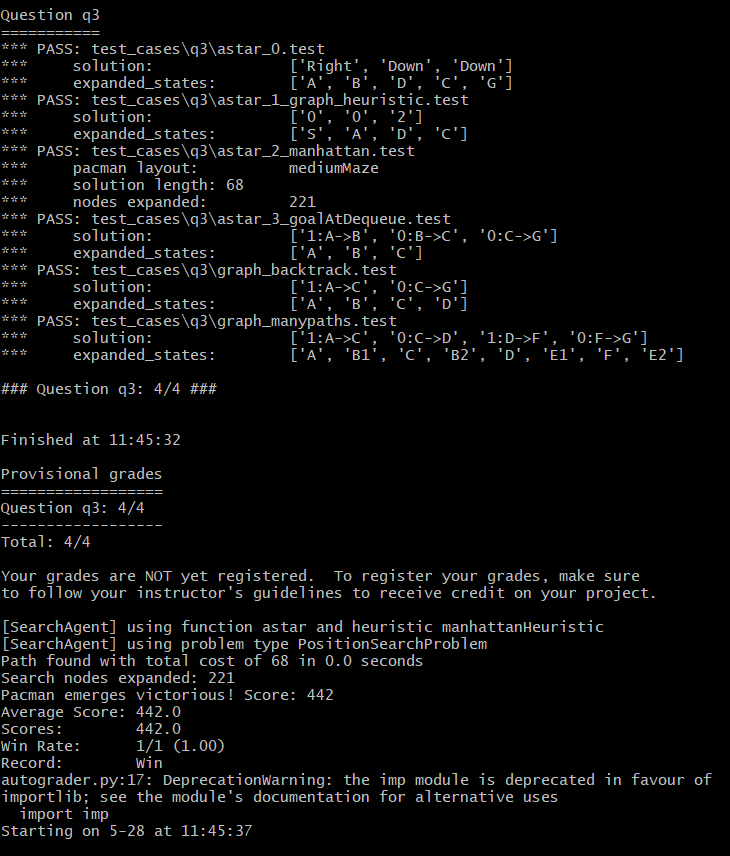 Question q3
===========
*** PASS: test_cases\q3\astar_0.test
***     solution:               ['Right', 'Down', 'Down']
***     expanded_states:        ['A', 'B', 'D', 'C', 'G']
*** PASS: test_cases\q3\astar_1_graph_heuristic.test
***     solution:               ['0', '0', '2']
***     expanded_states:        ['S', 'A', 'D', 'C']
*** PASS: test_cases\q3\astar_2_manhattan.test
***     pacman layout:          mediumMaze
***     solution length: 68
***     nodes expanded:         221
*** PASS: test_cases\q3\astar_3_goalAtDequeue.test
***     solution:               ['1:A->B', '0:B->C', '0:C->G']
***     expanded_states:        ['A', 'B', 'C']
*** PASS: test_cases\q3\graph_backtrack.test
***     solution:               ['1:A->C', '0:C->G']
***     expanded_states:        ['A', 'B', 'C', 'D']
*** PASS: test_cases\q3\graph_manypaths.test
***     solution:               ['1:A->C', '0:C->D', '1:D->F', '0:F->G']
***     expanded_states:        ['A', 'B1', 'C', 'B2', 'D', 'E1', 'F', 'E2']
### Question q3: 4/4 ###
Finished at 11:45:32
Provisional grades
==================
Question q3: 4/4
------------------
Total: 4/4
Your grades are NOT yet registered.  To register your grades, make sure
to follow your instructor's guidelines to receive credit on your project.
[SearchAgent] using function astar and heuristic manhattanHeuristic
[SearchAgent] using problem type PositionSearchProblem
Path found with total cost of 68 in 0.0 seconds
Search nodes expanded: 221
Pacman emerges victorious! Score: 442
Average Score: 442.0
Scores:        442.0
Win Rate:      1/1 (1.00)
Record:        Win
autograder.py:17: DeprecationWarning: the imp module is deprecated in favour of
importlib; see the module's documentation for alternative uses
  import imp
Starting on 5-28 at 11:45:37